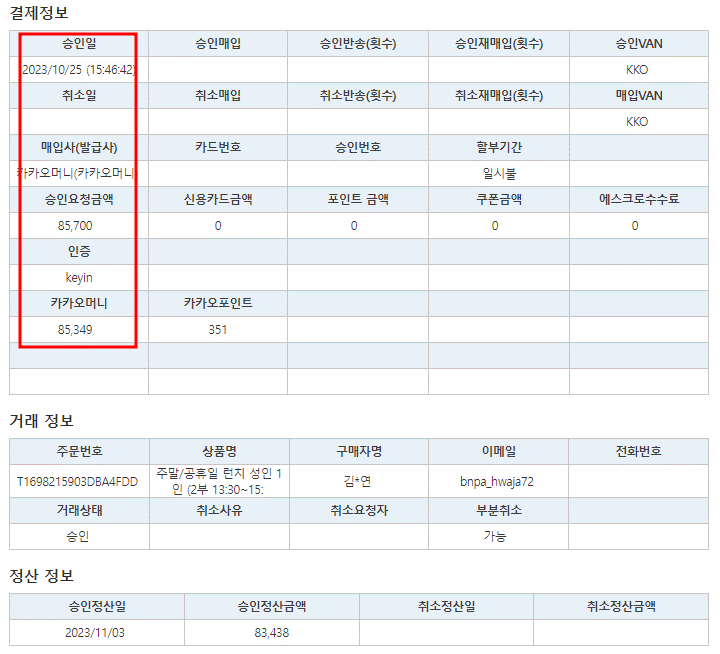 결제정보
승인일 승인매입 승인반송(횟수) 승인재매입(횟수) 승인VAN
2023/10/25 (15:46:42) KKO
취소일 취소매입 취소반송(횟수) 취소재매입(횟수) 매입VAN
KKO
매입사(발급사) 카드번호 승인번호 할부기간
카카오머니(카카오머니) 일시불
승인요청금액 신용카드금액 포인트 금액 쿠폰금액 에스크로수수료
85,700 0 0 0 0
인증
keyin
카카오머니 카카오포인트
85,349 351
거래 정보
주문번호 상품명 구매자명 이메일 전화번호
T1698215903DBA4FDD 주말/공휴일 런치 성인 1 김*연 bnpa_hwaja72
인 (2부 13:30~15:
거래상태 취소사유 취소요청자 부분취소
승인 가능
정산 정보
승인정산일 승인정산금액 취소정산일 취소정산금액
2023/11/03 83,438